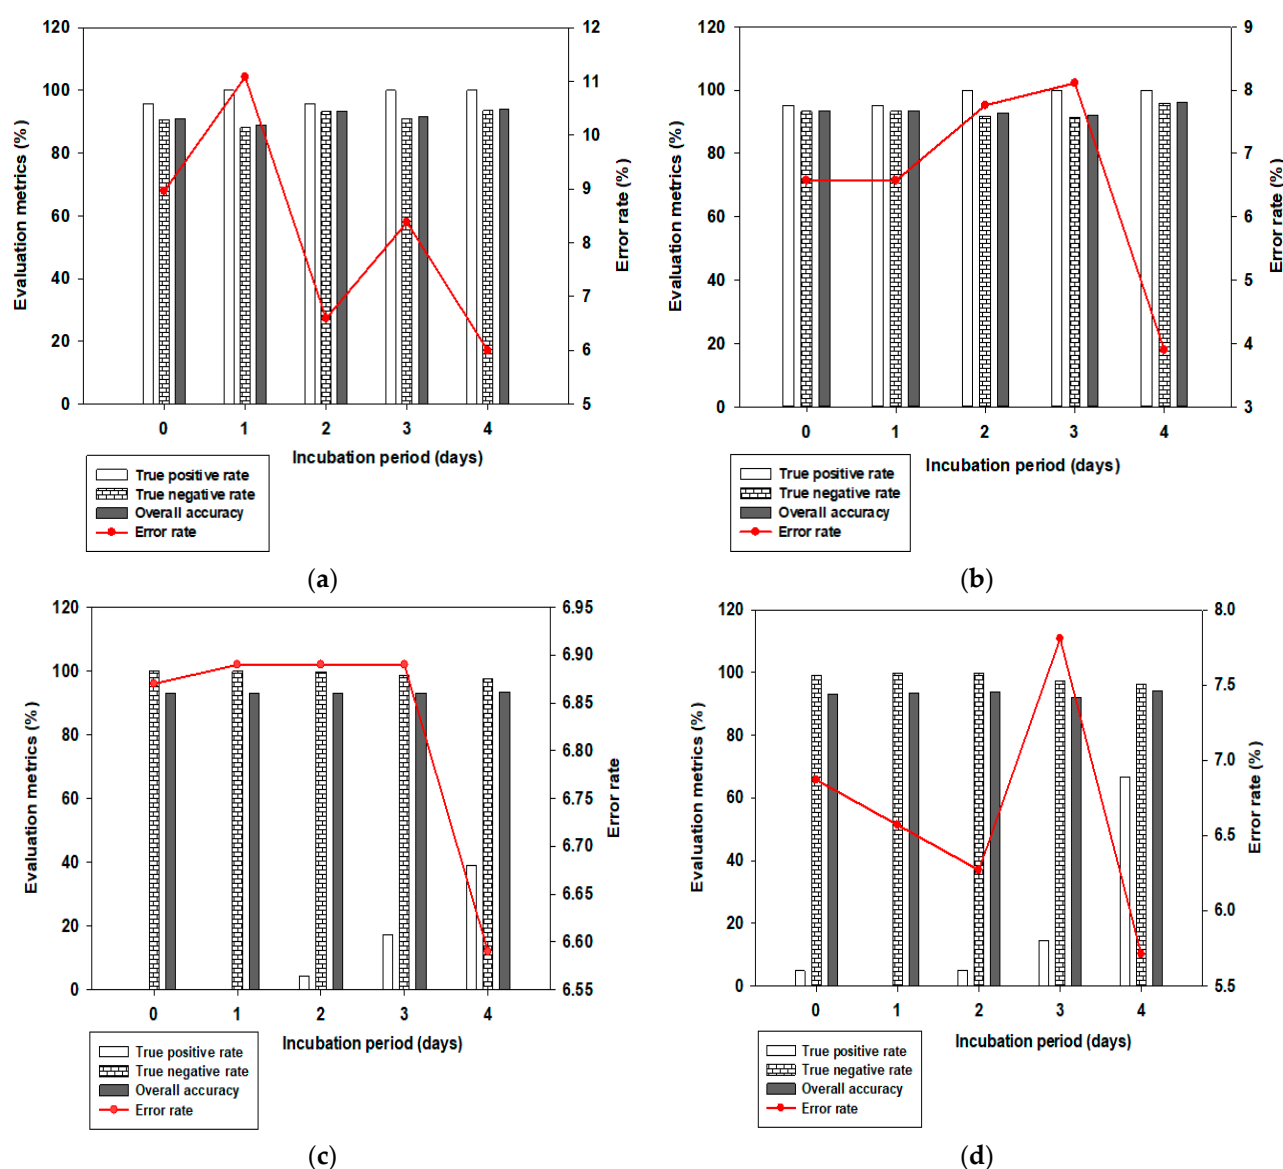 120
100
80
60
40
20
0
Evaluation metrics (%)
12
11
10
9
8
7
6
5
Error rate (%)
0 1 2 3 4
Incubation period (days)
True positive rate
True negative rate
Overall accuracy
Error rate
(a)
120
100
80
60
40
20
0
Evaluation metrics (%)
9
8
7
6
5
4
3
Error rate (%)
0 1 2 3 4
Incubation period (days)
True positive rate
True negative rate
Overall accuracy
Error rate
(b)
120
100
80
60
40
20
0
Evaluation metrics (%)
6.95
6.90
6.85
6.80
6.75
6.70
6.65
6.60
6.55
Error rate
0 1 2 3 4
Incubation period (days)
True positive rate
True negative rate
Overall accuracy
Error rate
(c)
120
100
80
60
40
20
0
Evaluation metrics (%)
8.0
7.5
7.0
6.5
6.0
5.5
Error rate (%)
0 1 2 3 4
Incubation period (days)
True positive rate
True negative rate
Overall accuracy
Error rate
(d)